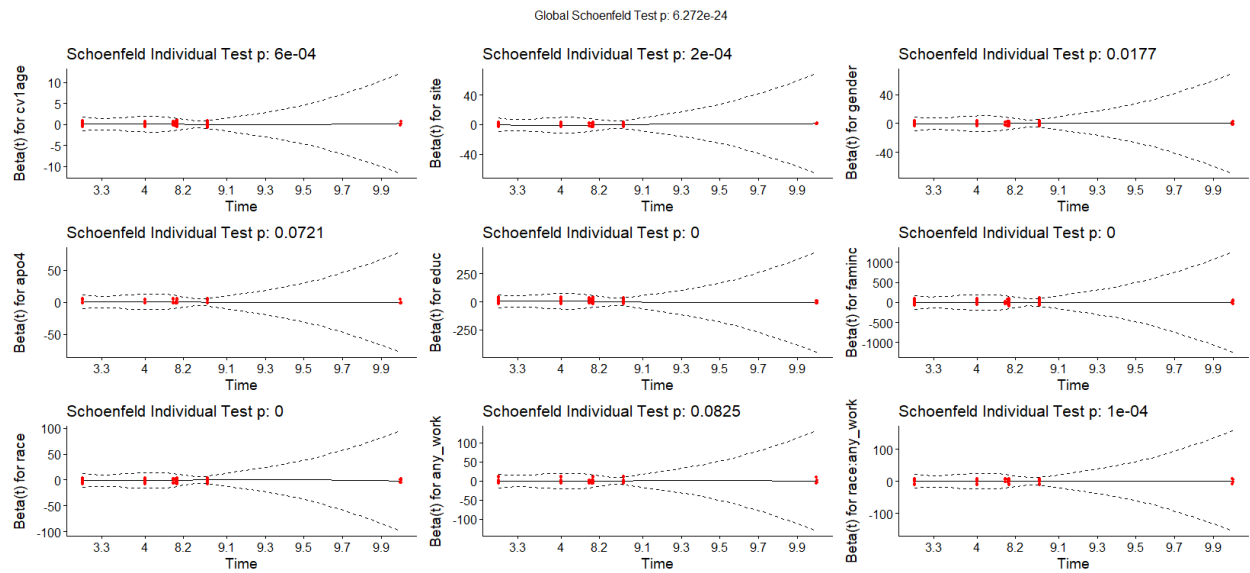 Global Schoenfeld Test p: 6.272e-24
Schoenfeld Individual Test p: 6e-04
Beta(t) for cv1age
10
5
0
-5
-10
3.3 4 8.2 9.1 9.3 9.5 9.7 9.9
Time
Schoenfeld Individual Test p: 2e-04
Beta(t) for site
40
0
-40
3.3 4 8.2 9.1 9.3 9.5 9.7 9.9
Time
Schoenfeld Individual Test p: 0.0177
Beta(t) for gender
40
0
-40
3.3 4 8.2 9.1 9.3 9.5 9.7 9.9
Time
Schoenfeld Individual Test p: 0.0721
Beta(t) for apo4
50
0
-50
3.3 4 8.2 9.1 9.3 9.5 9.7 9.9
Time
Schoenfeld Individual Test p: 0
Beta(t) for educ
250
0
-250
3.3 4 8.2 9.1 9.3 9.5 9.7 9.9
Time
Schoenfeld Individual Test p: 0
Beta(t) for faminc
1000
500
0
-500
-1000
3.3 4 8.2 9.1 9.3 9.5 9.7 9.9
Time
Schoenfeld Individual Test p: 0
Beta(t) for race
100
50
0
-50
-100
3.3 4 8.2 9.1 9.3 9.5 9.7 9.9
Time
Schoenfeld Individual Test p: 0.0825
Beta(t) for any_work
100
50
0
-50
-100
3.3 4 8.2 9.1 9.3 9.5 9.7 9.9
Time
Schoenfeld Individual Test p: 1e-04
Beta(t) for race:any_work
100
0
-100
3.3 4 8.2 9.1 9.3 9.5 9.7 9.9
Time